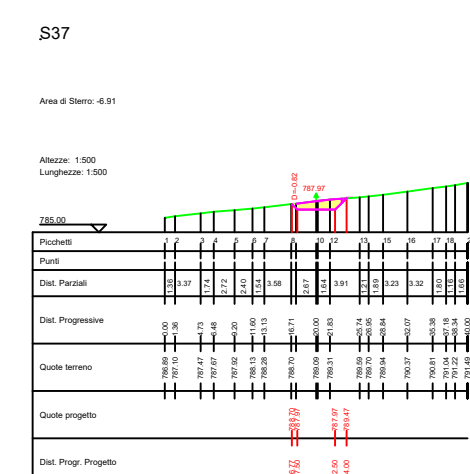 S37
Area di Sterro: -6.91
Altezze: 1:500
Lunghezze: 1:500
D=-0.82
787.97
785.00
Picchetti 1 2 3 4 5 6 7 8 10 12 13 15 16 17 18
Punti
Dist. Parziali 1.36 3.37 1.74 2.72 2.40 1.54 3.58 2.67 1.64 3.91 1.21 1.89 3.23 3.32 1.80 1.16 1.66
Dist. Progressive 0.00 1.36 4.73 6.48 9.20 11.60 13.13 16.71 20.00 21.83 25.74 26.95 28.84 32.07 35.38 37.18 38.34 40.00
Quote terreno 786.89 787.10 787.47 787.67 787.92 788.13 788.28 788.70 789.09 789.31 789.59 789.70 789.94 790.37 790.81 791.04 791.22 791.49
Quote progetto 788.70 787.97 787.97 789.47
Dist. Progr. Progetto